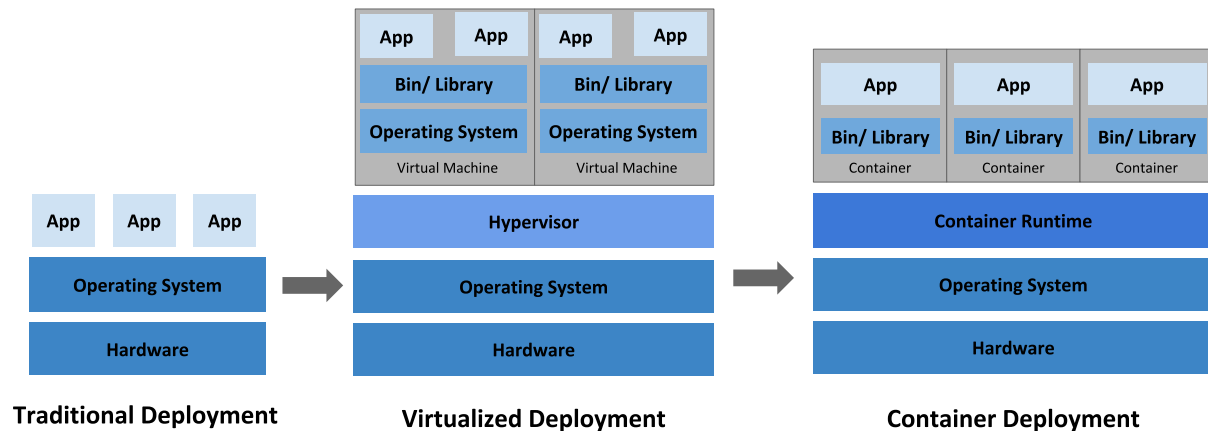 App App App
Operating System
Hardware
Traditional Deployment
App App App App
Bin/ Library Bin/ Library
Operating System Operating System
Virtual Machine Virtual Machine
Hypervisor
Operating System
Hardware
Virtualized Deployment
App App App
Bin/ Library Bin/ Library Bin/ Library
Container Container Container
Container Runtime
Operating System
Hardware
Container Deployment